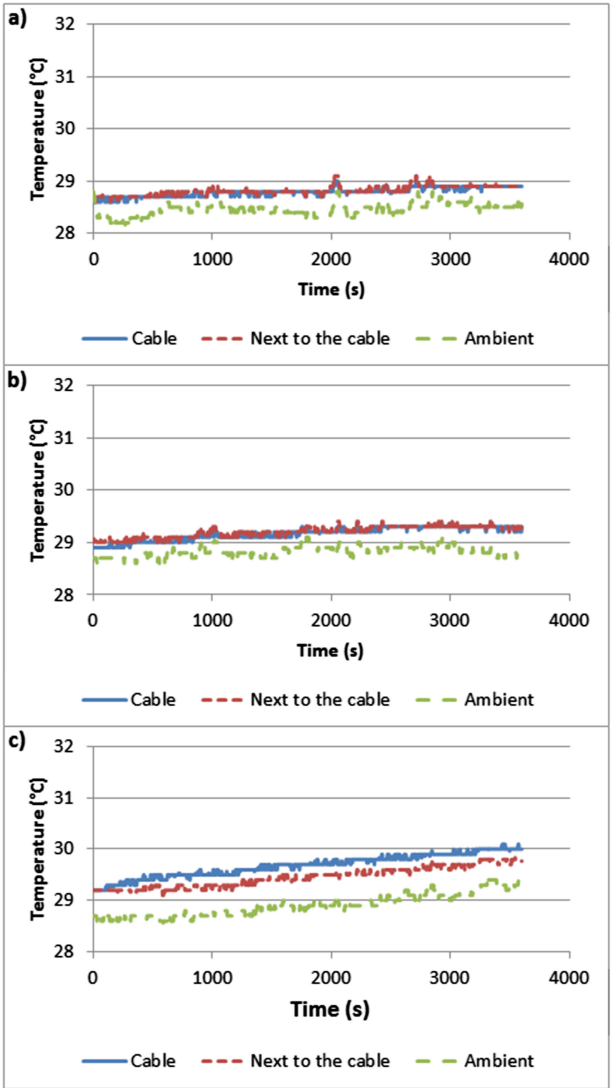 a)
Temperature (°C)
32
31
30
29
28
0 1000 2000 3000 4000
Time (s)
Cable Next to the cable Ambient
b)
Temperature (°C)
32
31
30
29
28
0 1000 2000 3000 4000
Time (s)
Cable Next to the cable Ambient
c)
Temperature (°C)
32
31
30
29
28
0 1000 2000 3000 4000
Time (s)
Cable Next to the cable Ambient